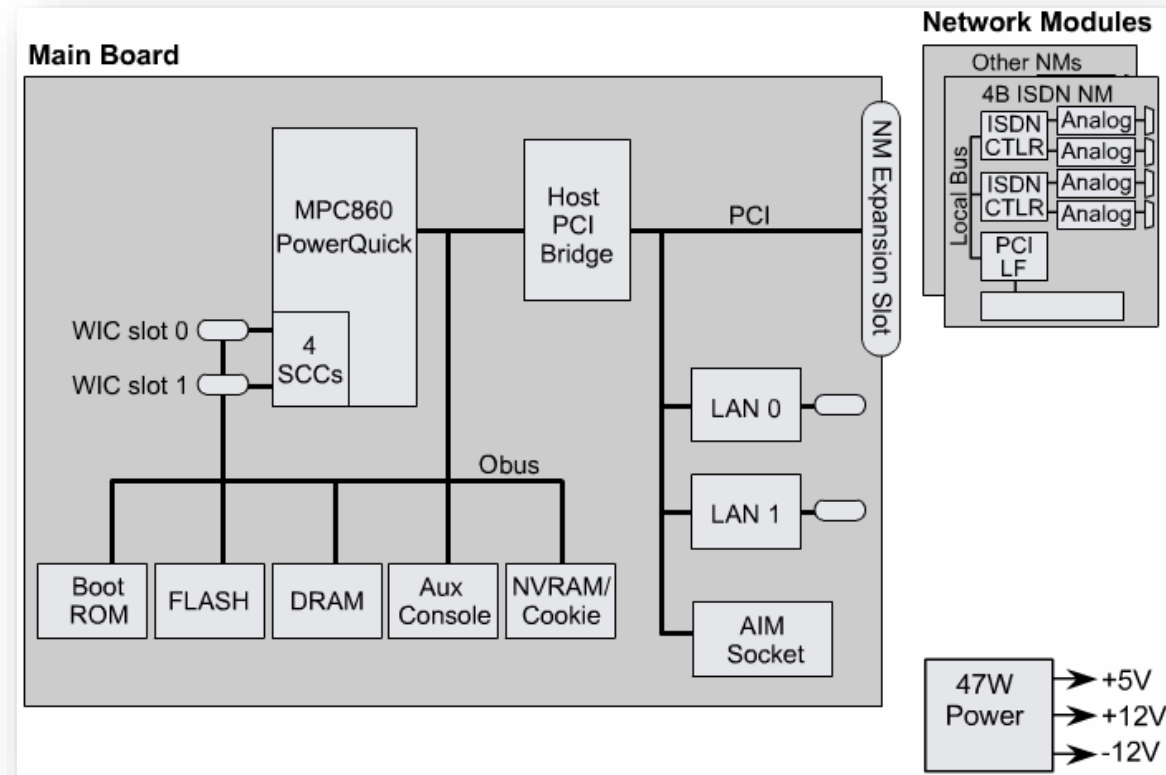 Network Modules
Main Board
Other NMs
4B ISDN NM
ISDN
CTLR
Analog
Analog
ISDN
CTLR
Analog
Analog
Local Bus
PCI
LF
NM Expansion Slot
MPC860
PowerQuick
Host
PCI
Bridge
PCI
WIC slot 0
WIC slot 1
4
SCCs
LAN 0
Obus
LAN 1
Boot
ROM
FLASH
DRAM
Aux
Console
NVRAM/
Cookie
AIM
Socket
47W
Power
+5V
+12V
-12V